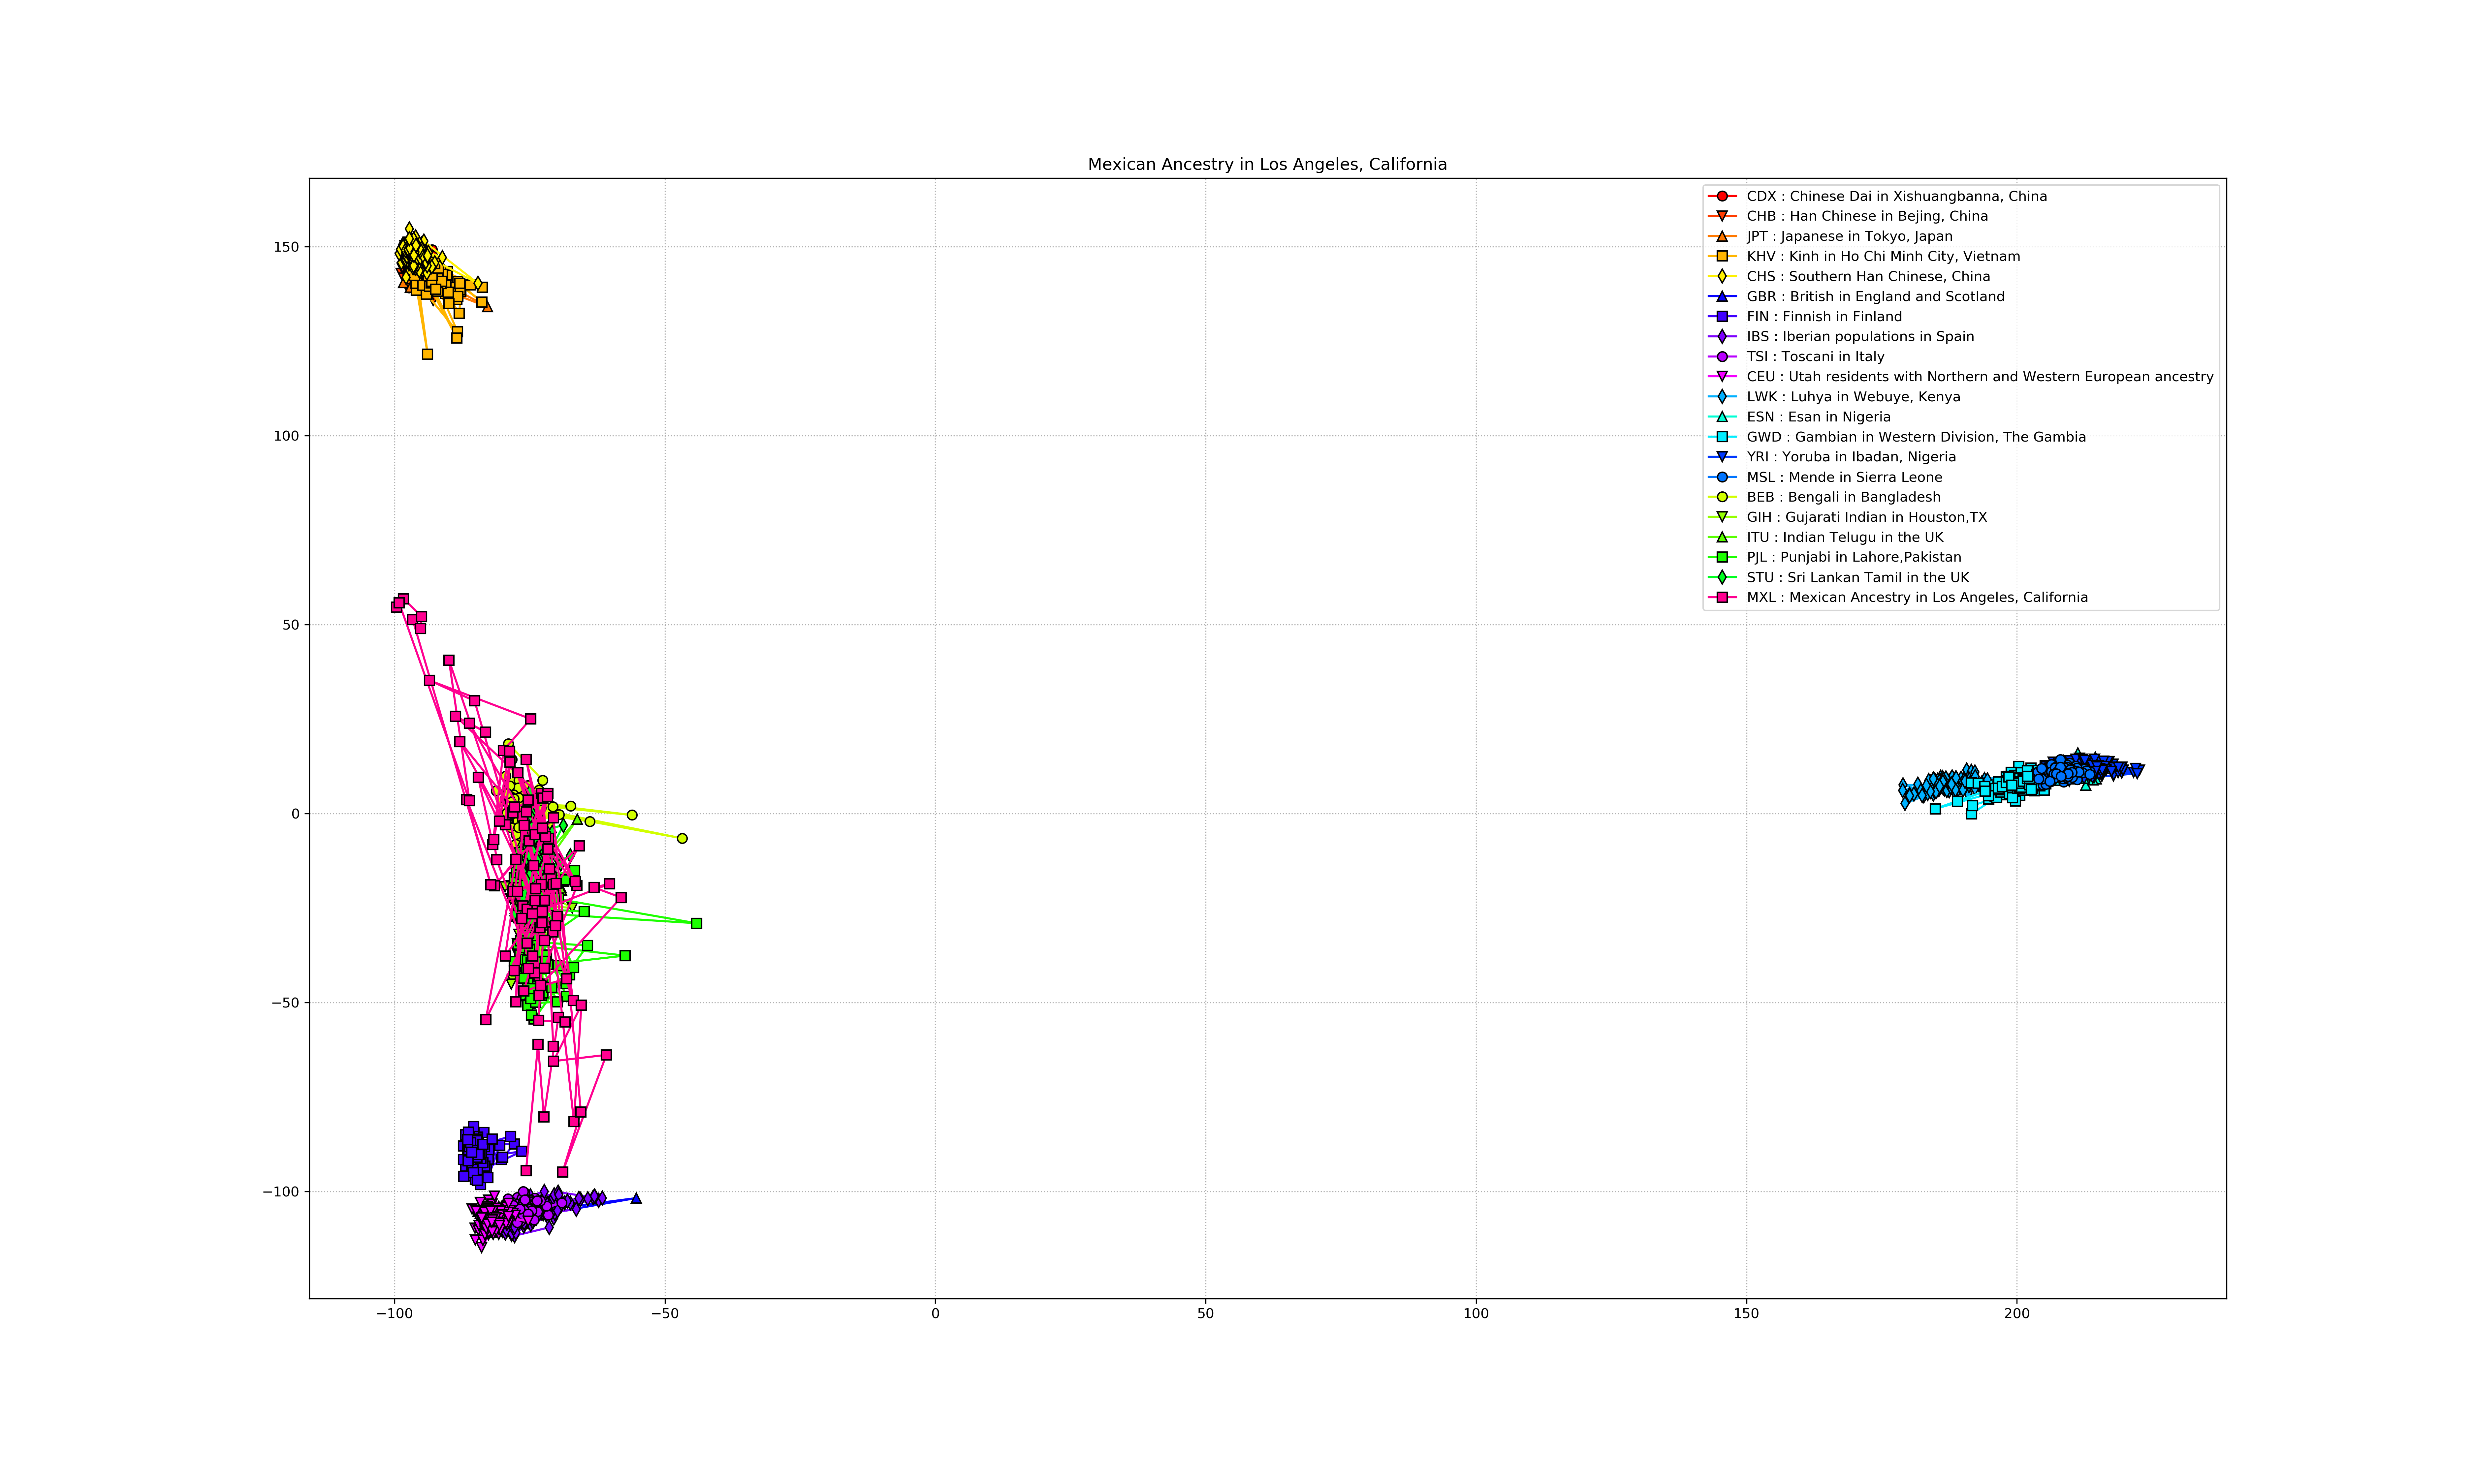 Mexican Ancestry in Los Angeles, California
CDX : Chinese Dai in Xishuangbanna, China
CHB : Han Chinese in Bejing, China
JPT : Japanese in Tokyo, Japan
KHV : Kinh in Ho Chi Minh City, Vietnam
CHS : Southern Han Chinese, China
GBR : British in England and Scotland
FIN : Finnish in Finland
IBS : Iberian populations in Spain
TSI : Toscani in Italy
CEU : Utah residents with Northern and Western European ancestry
LWK : Luhya in Webuye, Kenya
ESN : Esan in Nigeria
GWD : Gambian in Western Division, The Gambia
YRI : Yoruba in Ibadan, Nigeria
MSL : Mende in Sierra Leone
BEB : Bengali in Bangladesh
GIH : Gujarati Indian in Houston,TX
ITU : Indian Telugu in the UK
PJL : Punjabi in Lahore,Pakistan
STU : Sri Lankan Tamil in the UK
MXL : Mexican Ancestry in Los Angeles, California
150
100
50
0
−50
−100
−100 −50 0 50 100 150 200